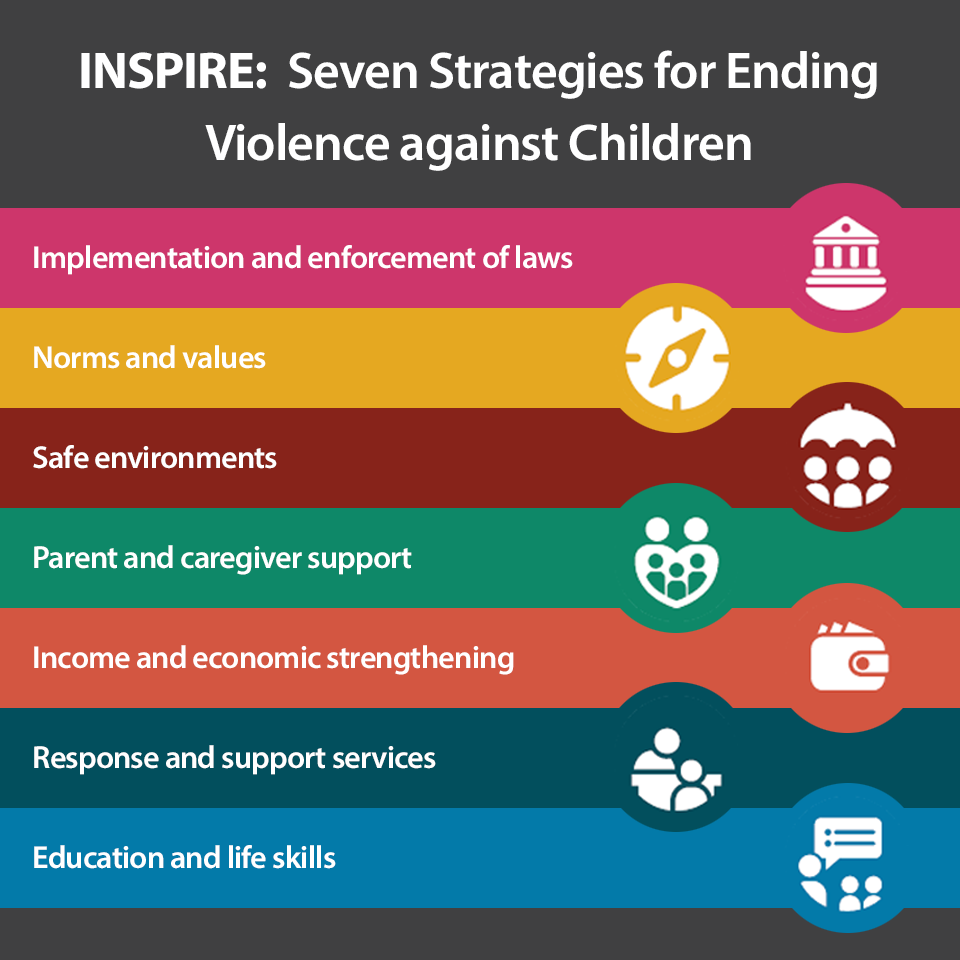 INSPIRE: Seven Strategies for Ending
Violence against Children
Implementation and enforcement of laws
Norms and values
Safe environments
Parent and caregiver support
Income and economic strengthening
Response and support services
Education and life skills